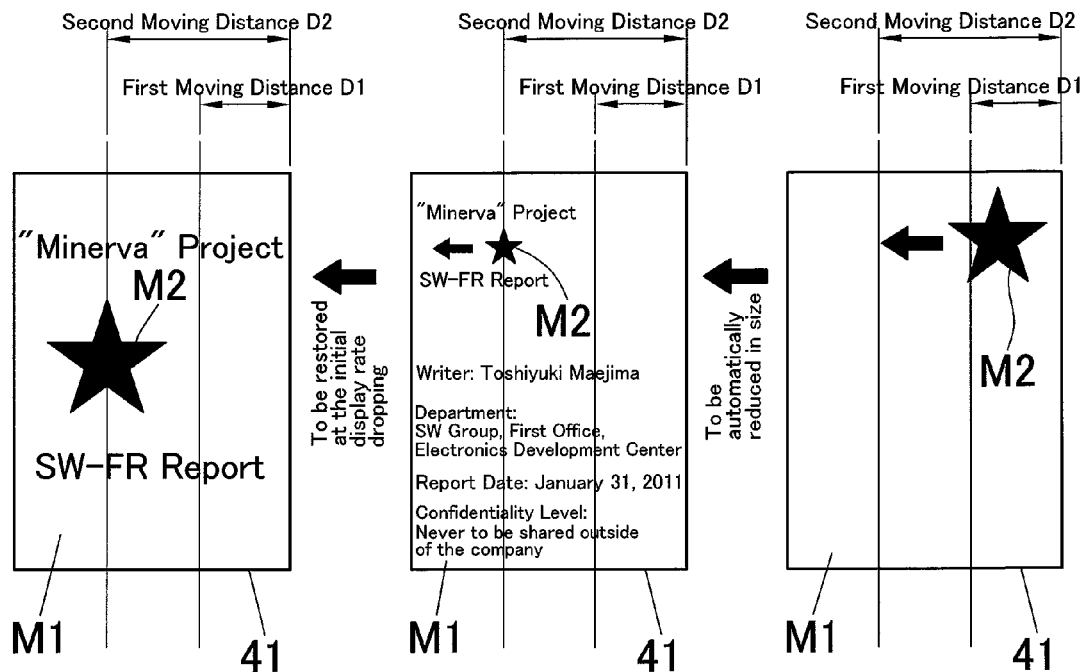 Second Moving Distance D2
First Moving Distance D1
"Minerva" Project
M2
SW-FR Report
M1
41
To be restored
at the initial
display rate
dropping
Second Moving Distance D2
First Moving Distance D1
"Minerva" Project
SW-FR Report
M2
Writer: Toshiyuki Maejima
Department:
SW Group, First Office,
Electronics Development Center
Report Date: January 31, 2011
Confidentiality Level:
Never to be shared outside
of the company
M1
41
To be
automatically
reduced in size
Second Moving Distance D2
First Moving Distance D1
M2
M1
41